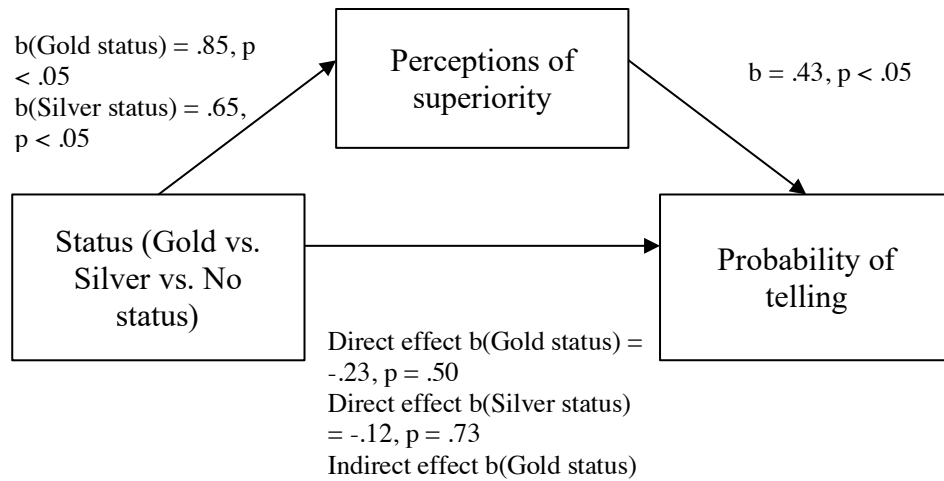 b(Gold status) = .85, p
< .05
b(Silver status) = .65,
p < .05
Perceptions of
superiority
b = .43, p < .05
Status (Gold vs.
Silver vs. No
status)
Probability of
telling
Direct effect b(Gold status) =
-.23, p = .50
Direct effect b(Silver status)
= -.12, p = .73
Indirect effect b(Gold status)